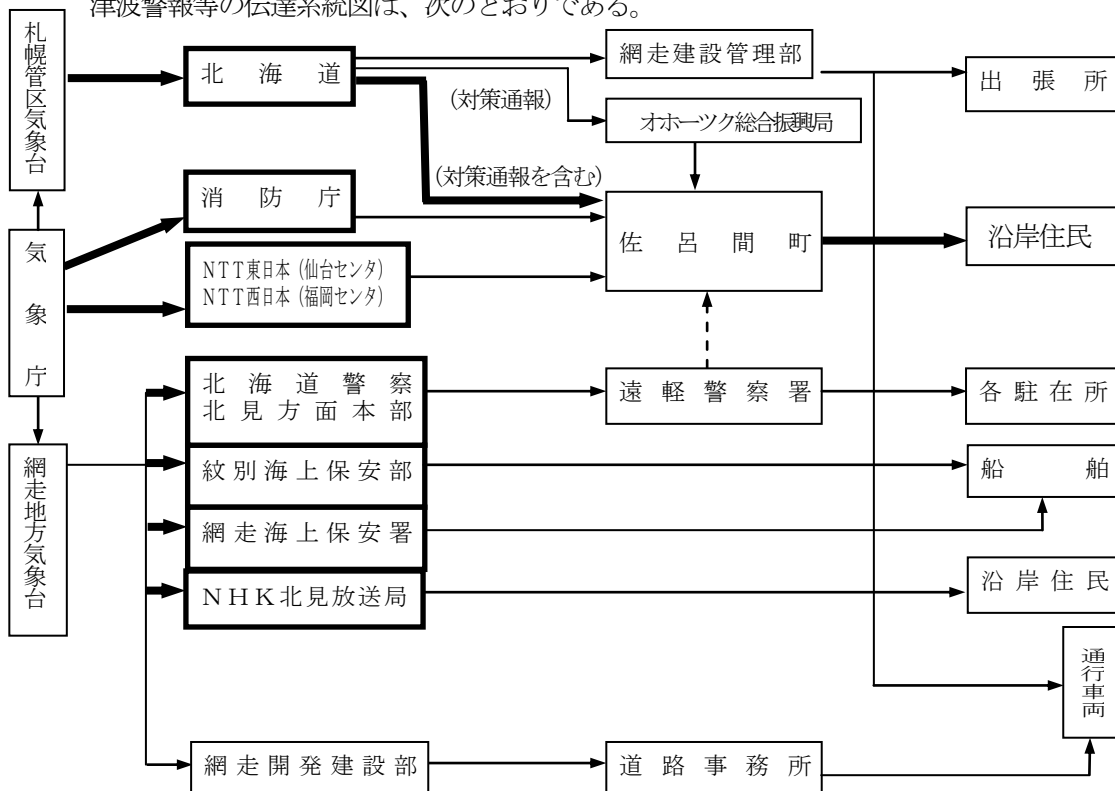 津波警報等の伝達系統図は、次のとおりである。
札幌管区気象台
北海道
網走建設管理部
出張所
(対策通報)
オホーツク総合振興局
(対策通報を含む)
消防庁
佐呂間町
沿岸住民
気象庁
NTT東日本(仙台センタ)
NTT西日本(福岡センタ)
北海道警察
北見方面本部
遠軽警察署
各駐在所
網走地方気象台
紋別海上保安部
船舶
網走海上保安署
NHK北見放送局
沿岸住民
通行車両
網走開発建設部
道路事務所